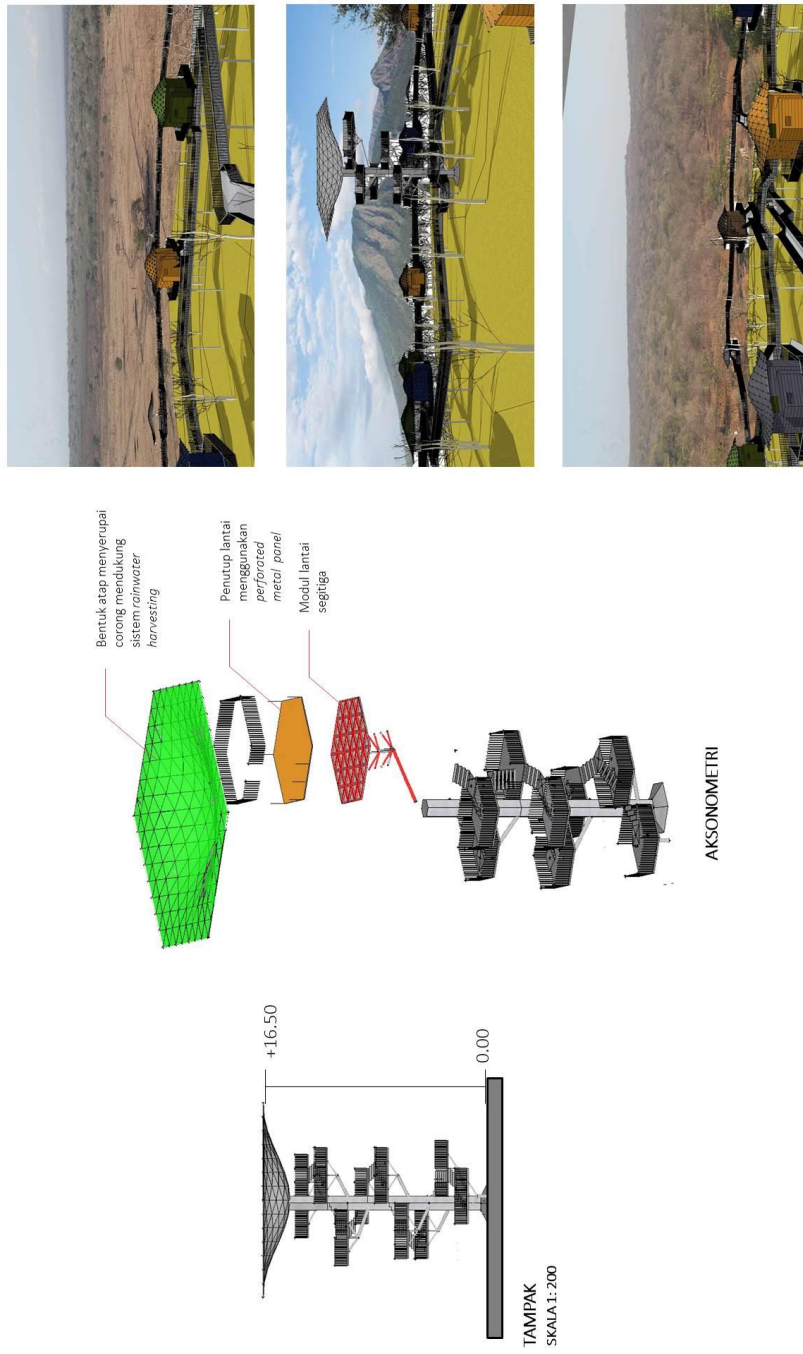 Bentuk atap menyerupai
corong mendukung
sistem rainwater
harvesting
Penutup lantai
menggunakan
perforated
metal panel
Modul lantai
segitiga
AKSONOMETRI
+16.50
0.00
TAMPAK
SKALA 1: 200